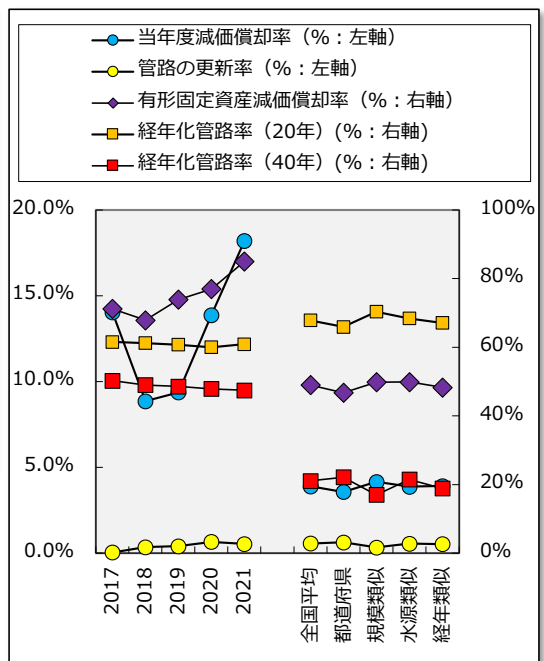 当年度減価償却率（%：左軸）
管路の更新率（%：左軸）
有形固定資産減価償却率（%：右軸）
経年化管路率（20年）(%：右軸)
経年化管路率（40年）(%：右軸)
20.0%
100%
15.0%
80%
60%
10.0%
40%
5.0%
20%
0.0%
0%
2017
2018
2019
2020
2021
全国平均
都道府県
規模類似
水源類似
経年類似